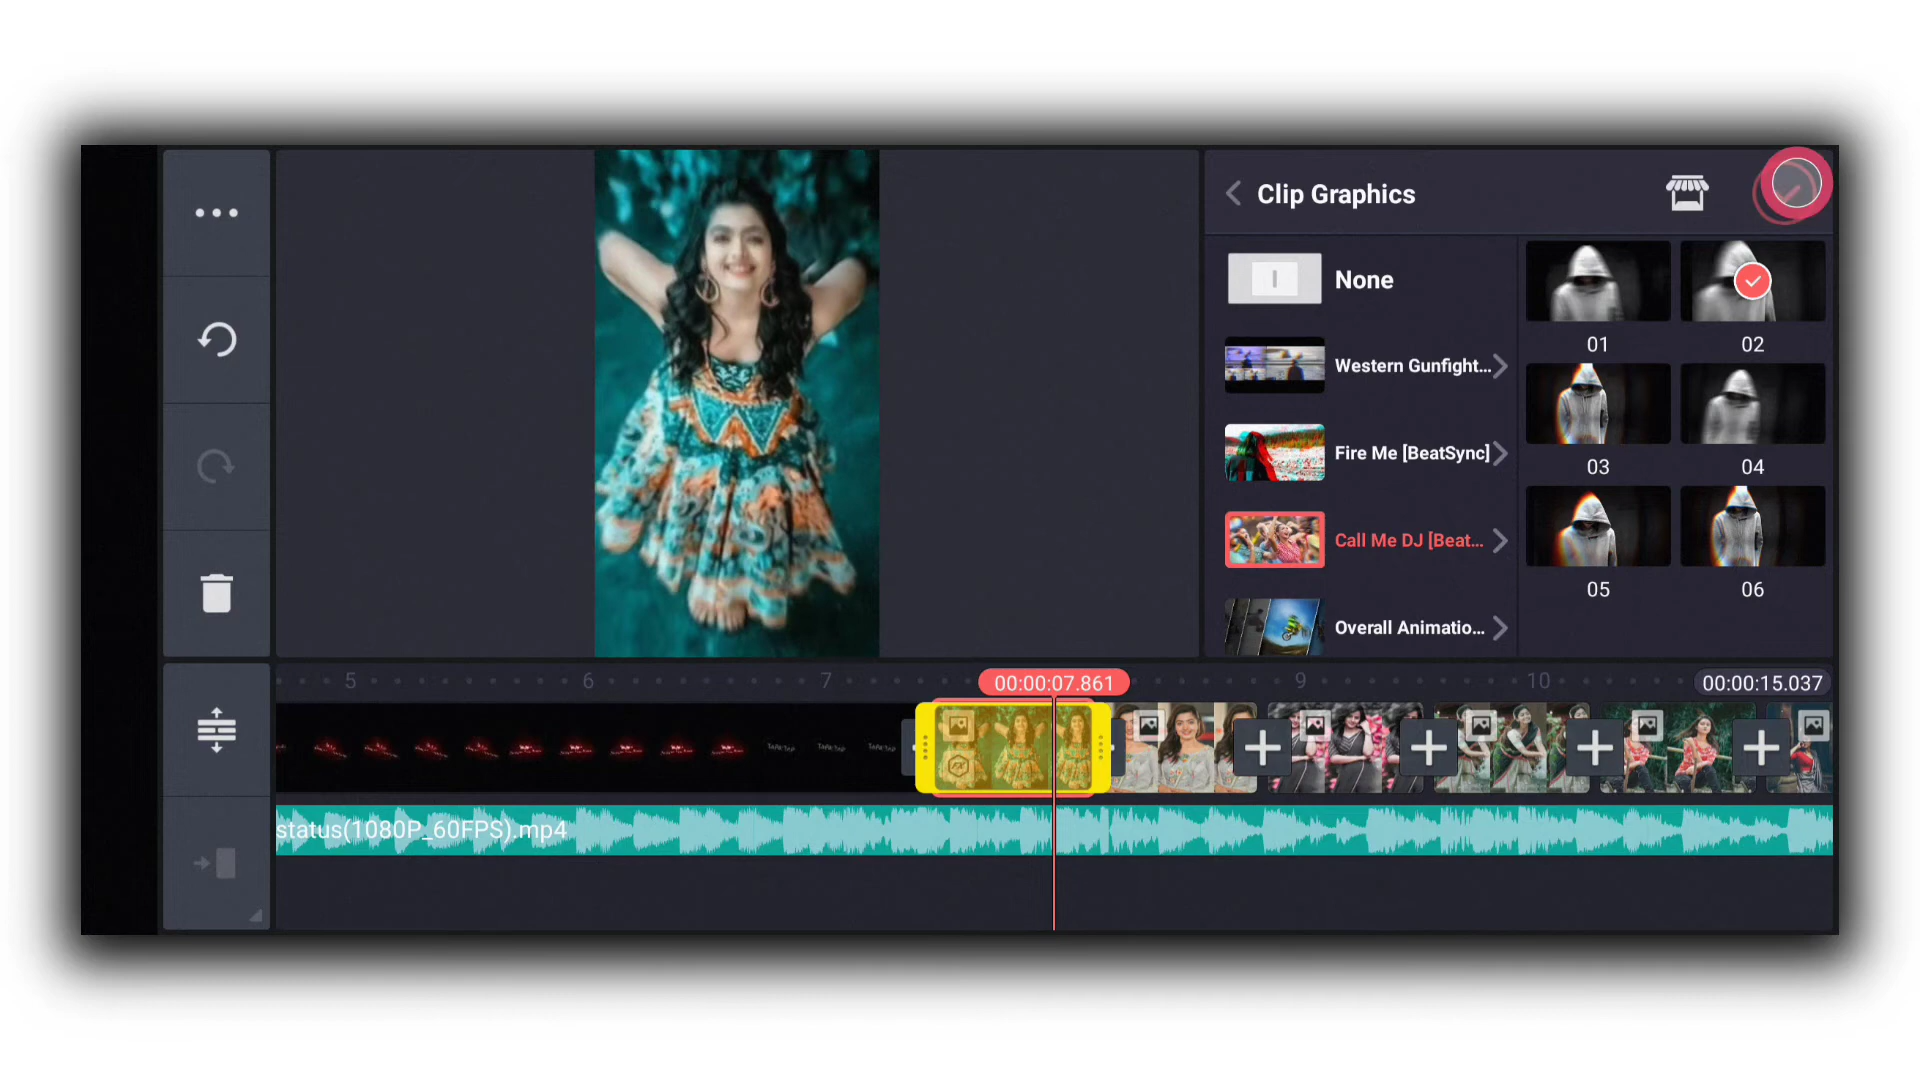 Clip Graphics
None
Western Gunfight...
Fire Me [BeatSync]
Call Me DJ [Beat...
Overall Animatio...
01
02
03
04
05
06
5
6
7
00:00:07.861
9
10
00:00:15.037
status(1080P_60FPS).mp4